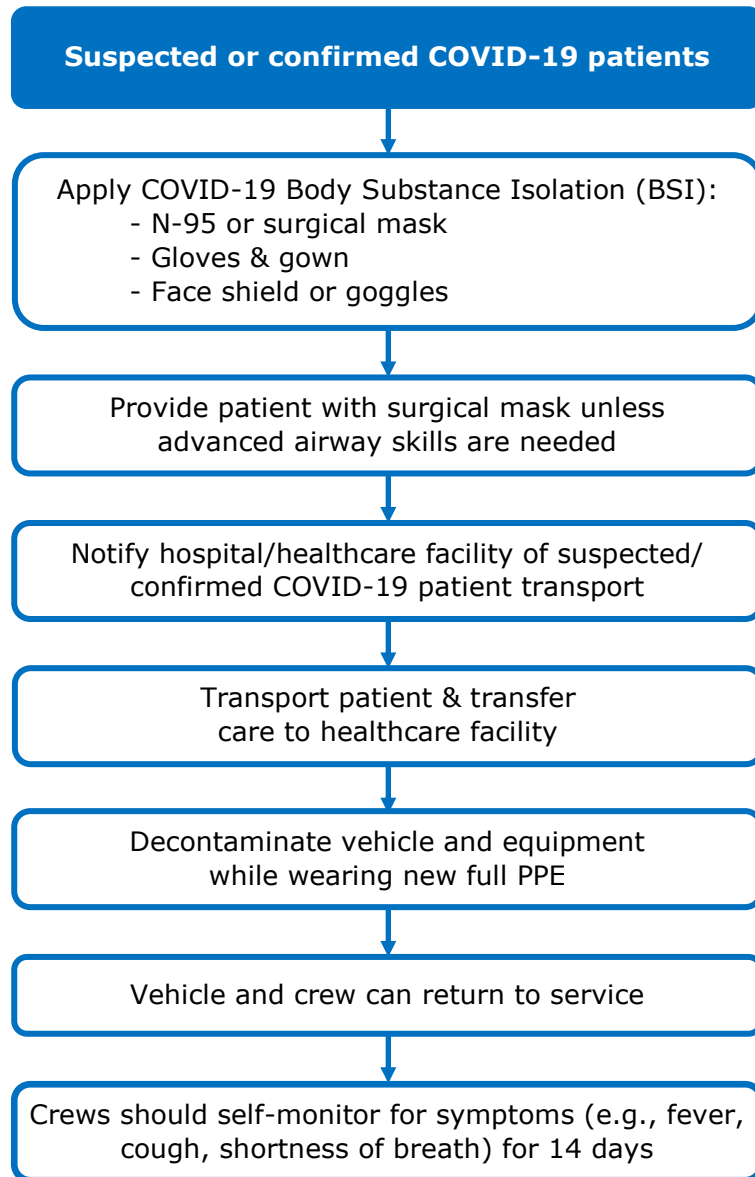 Suspected or confirmed COVID-19 patients
Apply COVID-19 Body Substance Isolation (BSI):
- N-95 or surgical mask
- Gloves & gown
- Face shield or goggles
Provide patient with surgical mask unless
advanced airway skills are needed
Notify hospital/healthcare facility of suspected/
confirmed COVID-19 patient transport
Transport patient & transfer
care to healthcare facility
Decontaminate vehicle and equipment
while wearing new full PPE
Vehicle and crew can return to service
Crews should self-monitor for symptoms (e.g., fever,
cough, shortness of breath) for 14 days